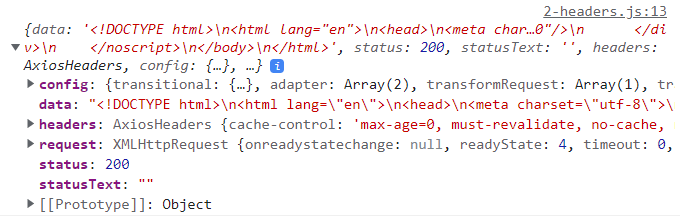 2-headers.js:13
{data: '<!DOCTYPE html>\n<html lang="en">\n<head>\n<meta char…0"/>\n      </di
v>\n    </noscript>\n</body>\n</html>', status: 200, statusText: '', headers:
AxiosHeaders, config: {…}, …} i
config: {transitional: {…}, adapter: Array(2), transformRequest: Array(1), tr
data: "<!DOCTYPE html>\n<html lang=\"en\">\n<head>\n<meta charset=\"utf-8\">\
headers: AxiosHeaders {cache-control: 'max-age=0, must-revalidate, no-cache,
request: XMLHttpRequest {onreadystatechange: null, readyState: 4, timeout: 0,
status: 200
statusText: ""
[[Prototype]]: Object